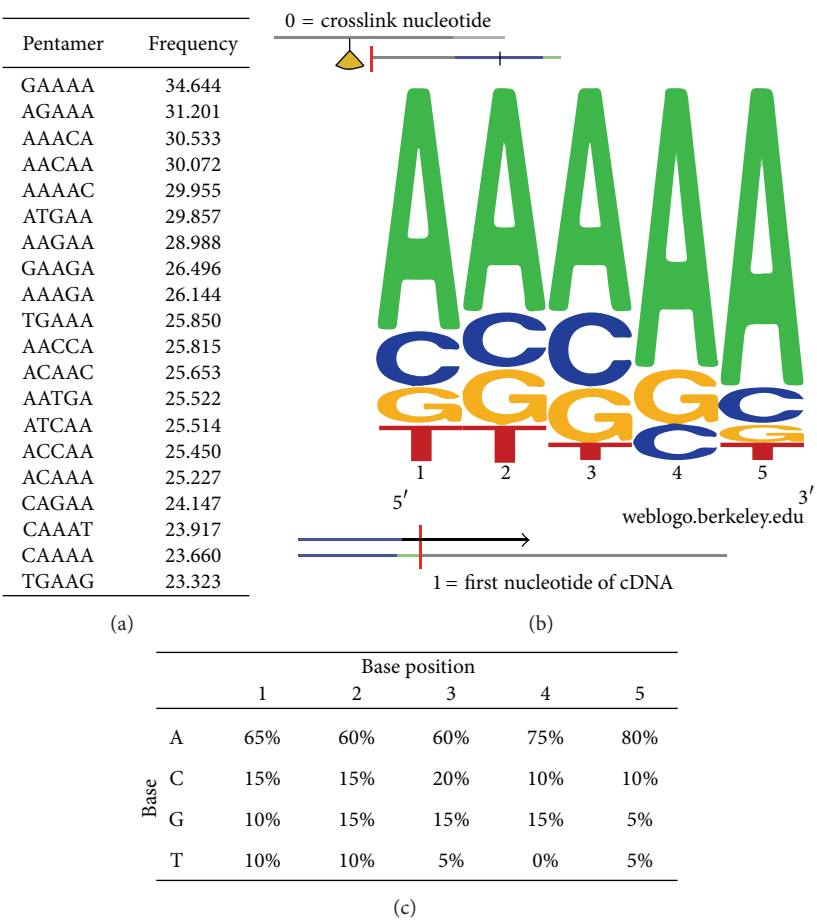 Pentamer Frequency
GAAAA 34.644
AGAAA 31.201
AAACA 30.533
AACAA 30.072
AAAAC 29.955
ATGAA 29.857
AAGAA 28.988
GAAGA 26.496
AAAGA 26.144
TGAAA 25.850
AACCA 25.815
ACAAC 25.653
AATGA 25.522
ATCAA 25.514
ACCAA 25.450
ACAAA 25.227
CAGAA 24.147
CAAAT 23.917
CAAAA 23.660
TGAAG 23.323
(a)
0 = crosslink nucleotide
A A A A A
C C C G C
G G G C G
T T T T
1 2 3 4 5
5′ 3′
weblogo.berkeley.edu
1 = first nucleotide of cDNA
(b)
Base position
1 2 3 4 5
Base
A 65% 60% 60% 75% 80%
C 15% 15% 20% 10% 10%
G 10% 15% 15% 15% 5%
T 10% 10% 5% 0% 5%
(c)